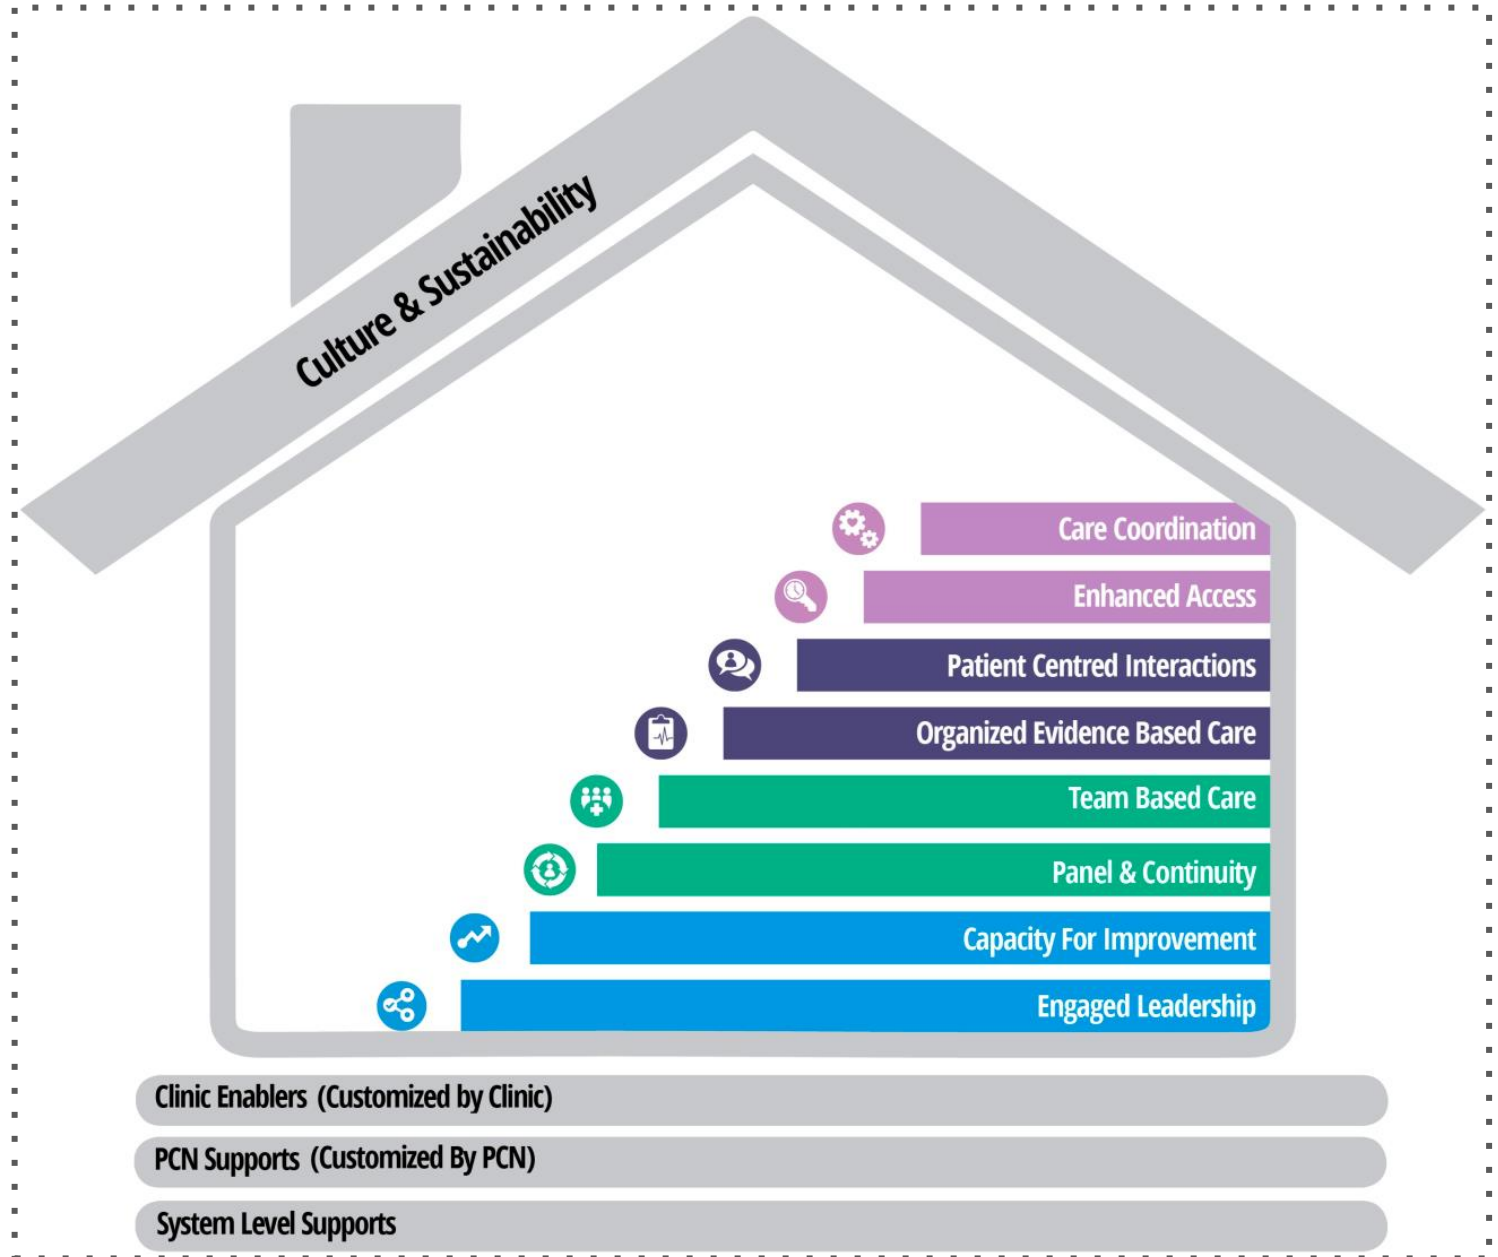 Culture & Sustainability
Care Coordination
Enhanced Access
Patient Centred Interactions
Organized Evidence Based Care
Team Based Care
Panel & Continuity
Capacity For Improvement
Engaged Leadership
Clinic Enablers (Customized by Clinic)
PCN Supports (Customized By PCN)
System Level Supports